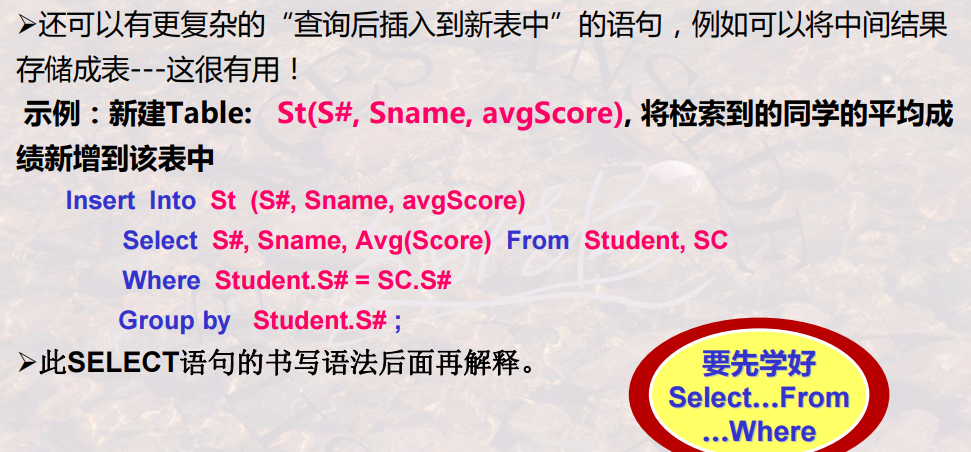 ➢还可以有更复杂的“查询后插入到新表中”的语句，例如可以将中间结果
存储成表---这很有用！
示例：新建Table: St(S#, Sname, avgScore), 将检索到的同学的平均成
绩新增到该表中
Insert Into St (S#, Sname, avgScore)
Select S#, Sname, Avg(Score) From Student, SC
Where Student.S# = SC.S#
Group by Student.S# ;
➢此SELECT语句的书写语法后面再解释。
要先学好
Select…From
…Where